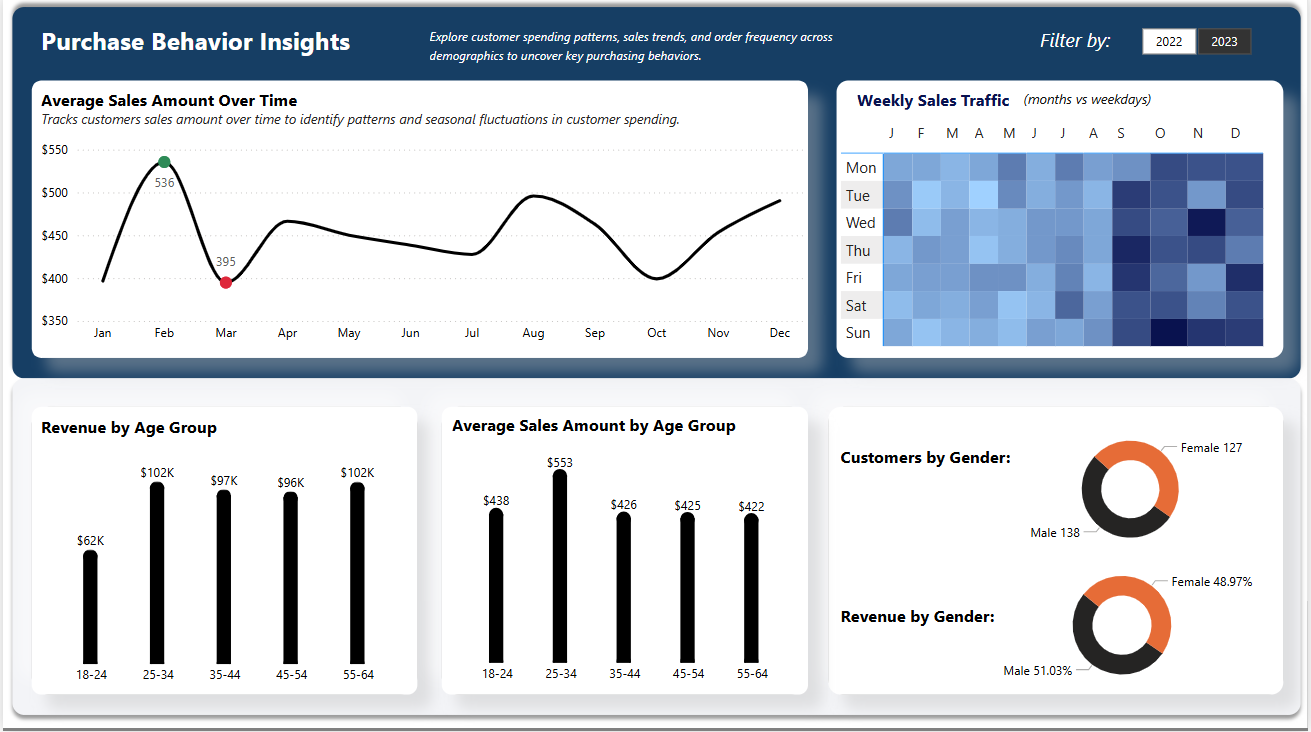 Purchase Behavior Insights
Explore customer spending patterns, sales trends, and order frequency across
demographics to uncover key purchasing behaviors.
Filter by:
2022 2023
Average Sales Amount Over Time
Tracks customers sales amount over time to identify patterns and seasonal fluctuations in customer spending.
$550
$500
$450
$400
$350
536
395
Jan Feb Mar Apr May Jun Jul Aug Sep Oct Nov Dec
Weekly Sales Traffic (months vs weekdays)
J F M A M J J A S O N D
Mon
Tue
Wed
Thu
Fri
Sat
Sun
Revenue by Age Group
$62K $102K $97K $96K $102K
18-24 25-34 35-44 45-54 55-64
Average Sales Amount by Age Group
$438 $553 $426 $425 $422
18-24 25-34 35-44 45-54 55-64
Customers by Gender:
Female 127
Male 138
Revenue by Gender:
Female 48.97%
Male 51.03%